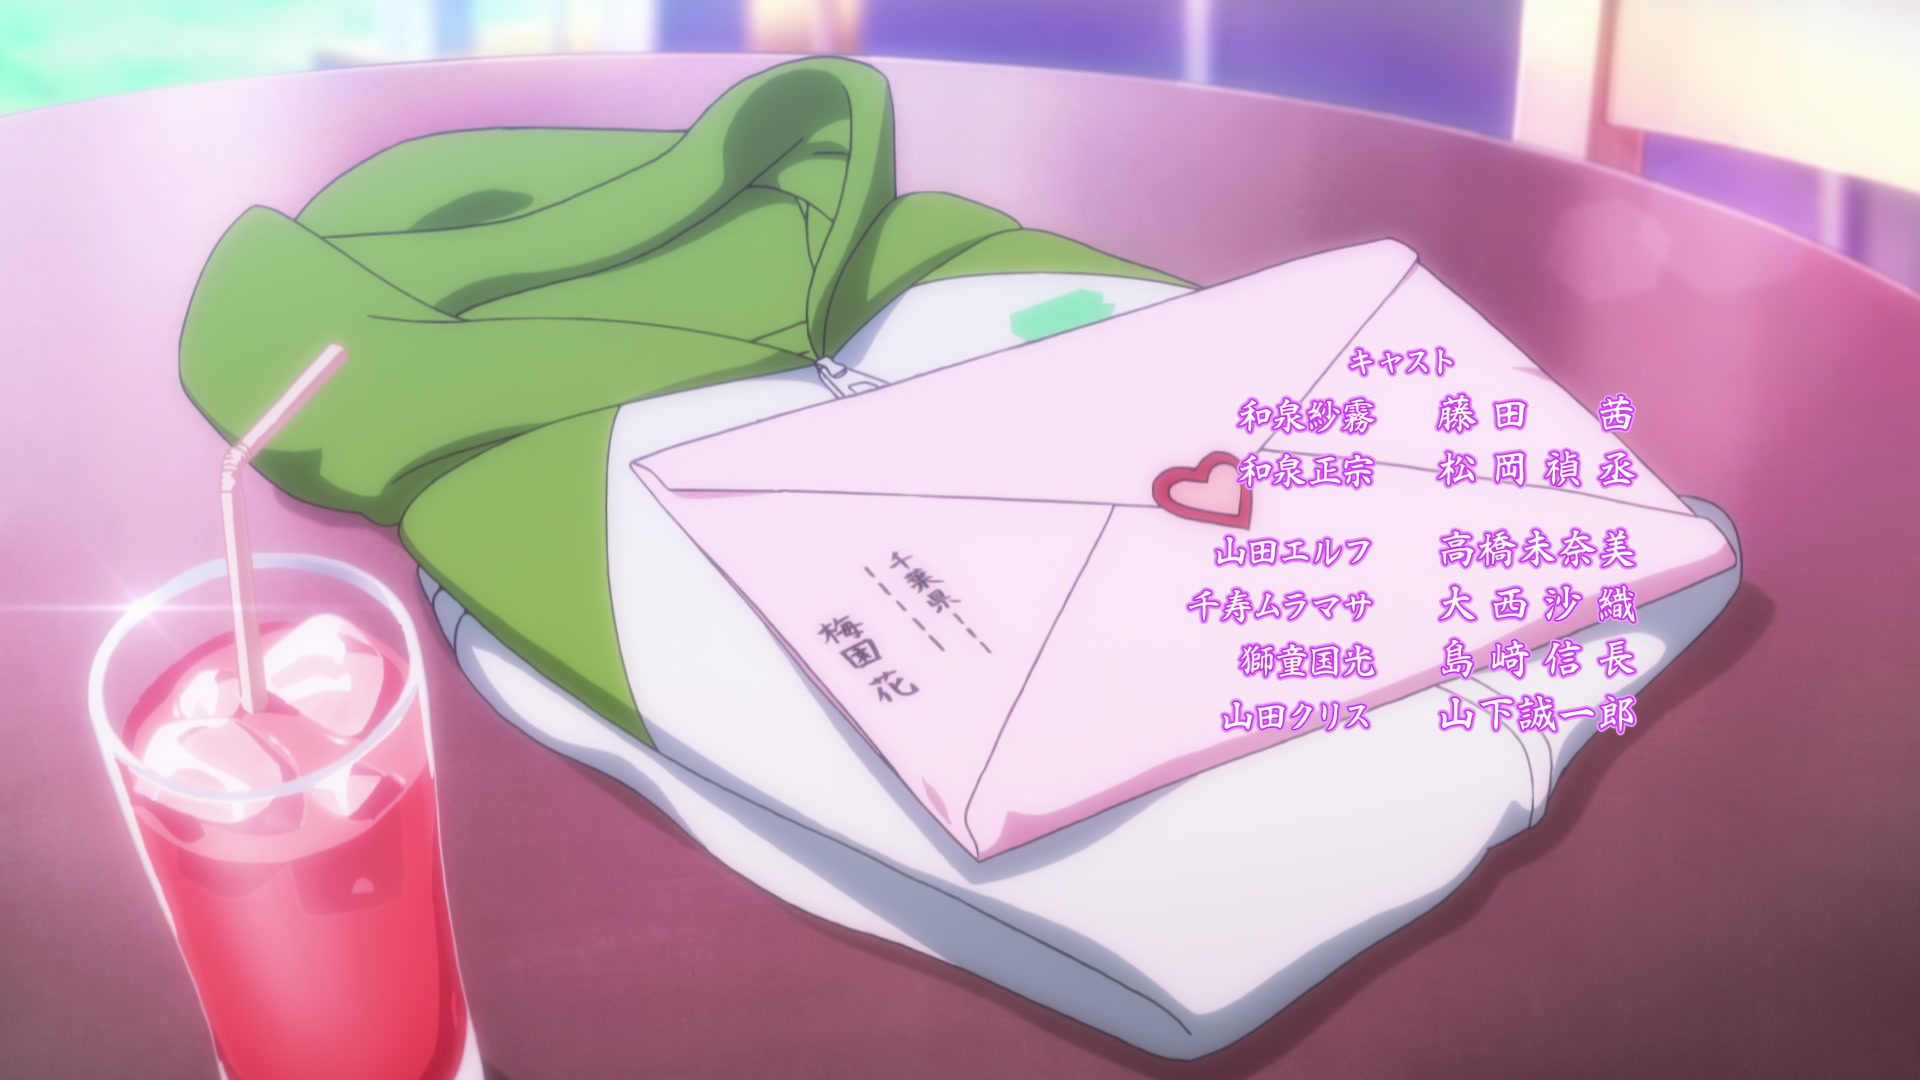 キャスト
和泉紗霧 藤田 茜
和泉正宗 松岡禎丞
山田エルフ 高橋未奈美
千寿ムラマサ 大西沙織
獅童国光 島﨑信長
山田クリス 山下誠一郎
千葉県
梅園 花